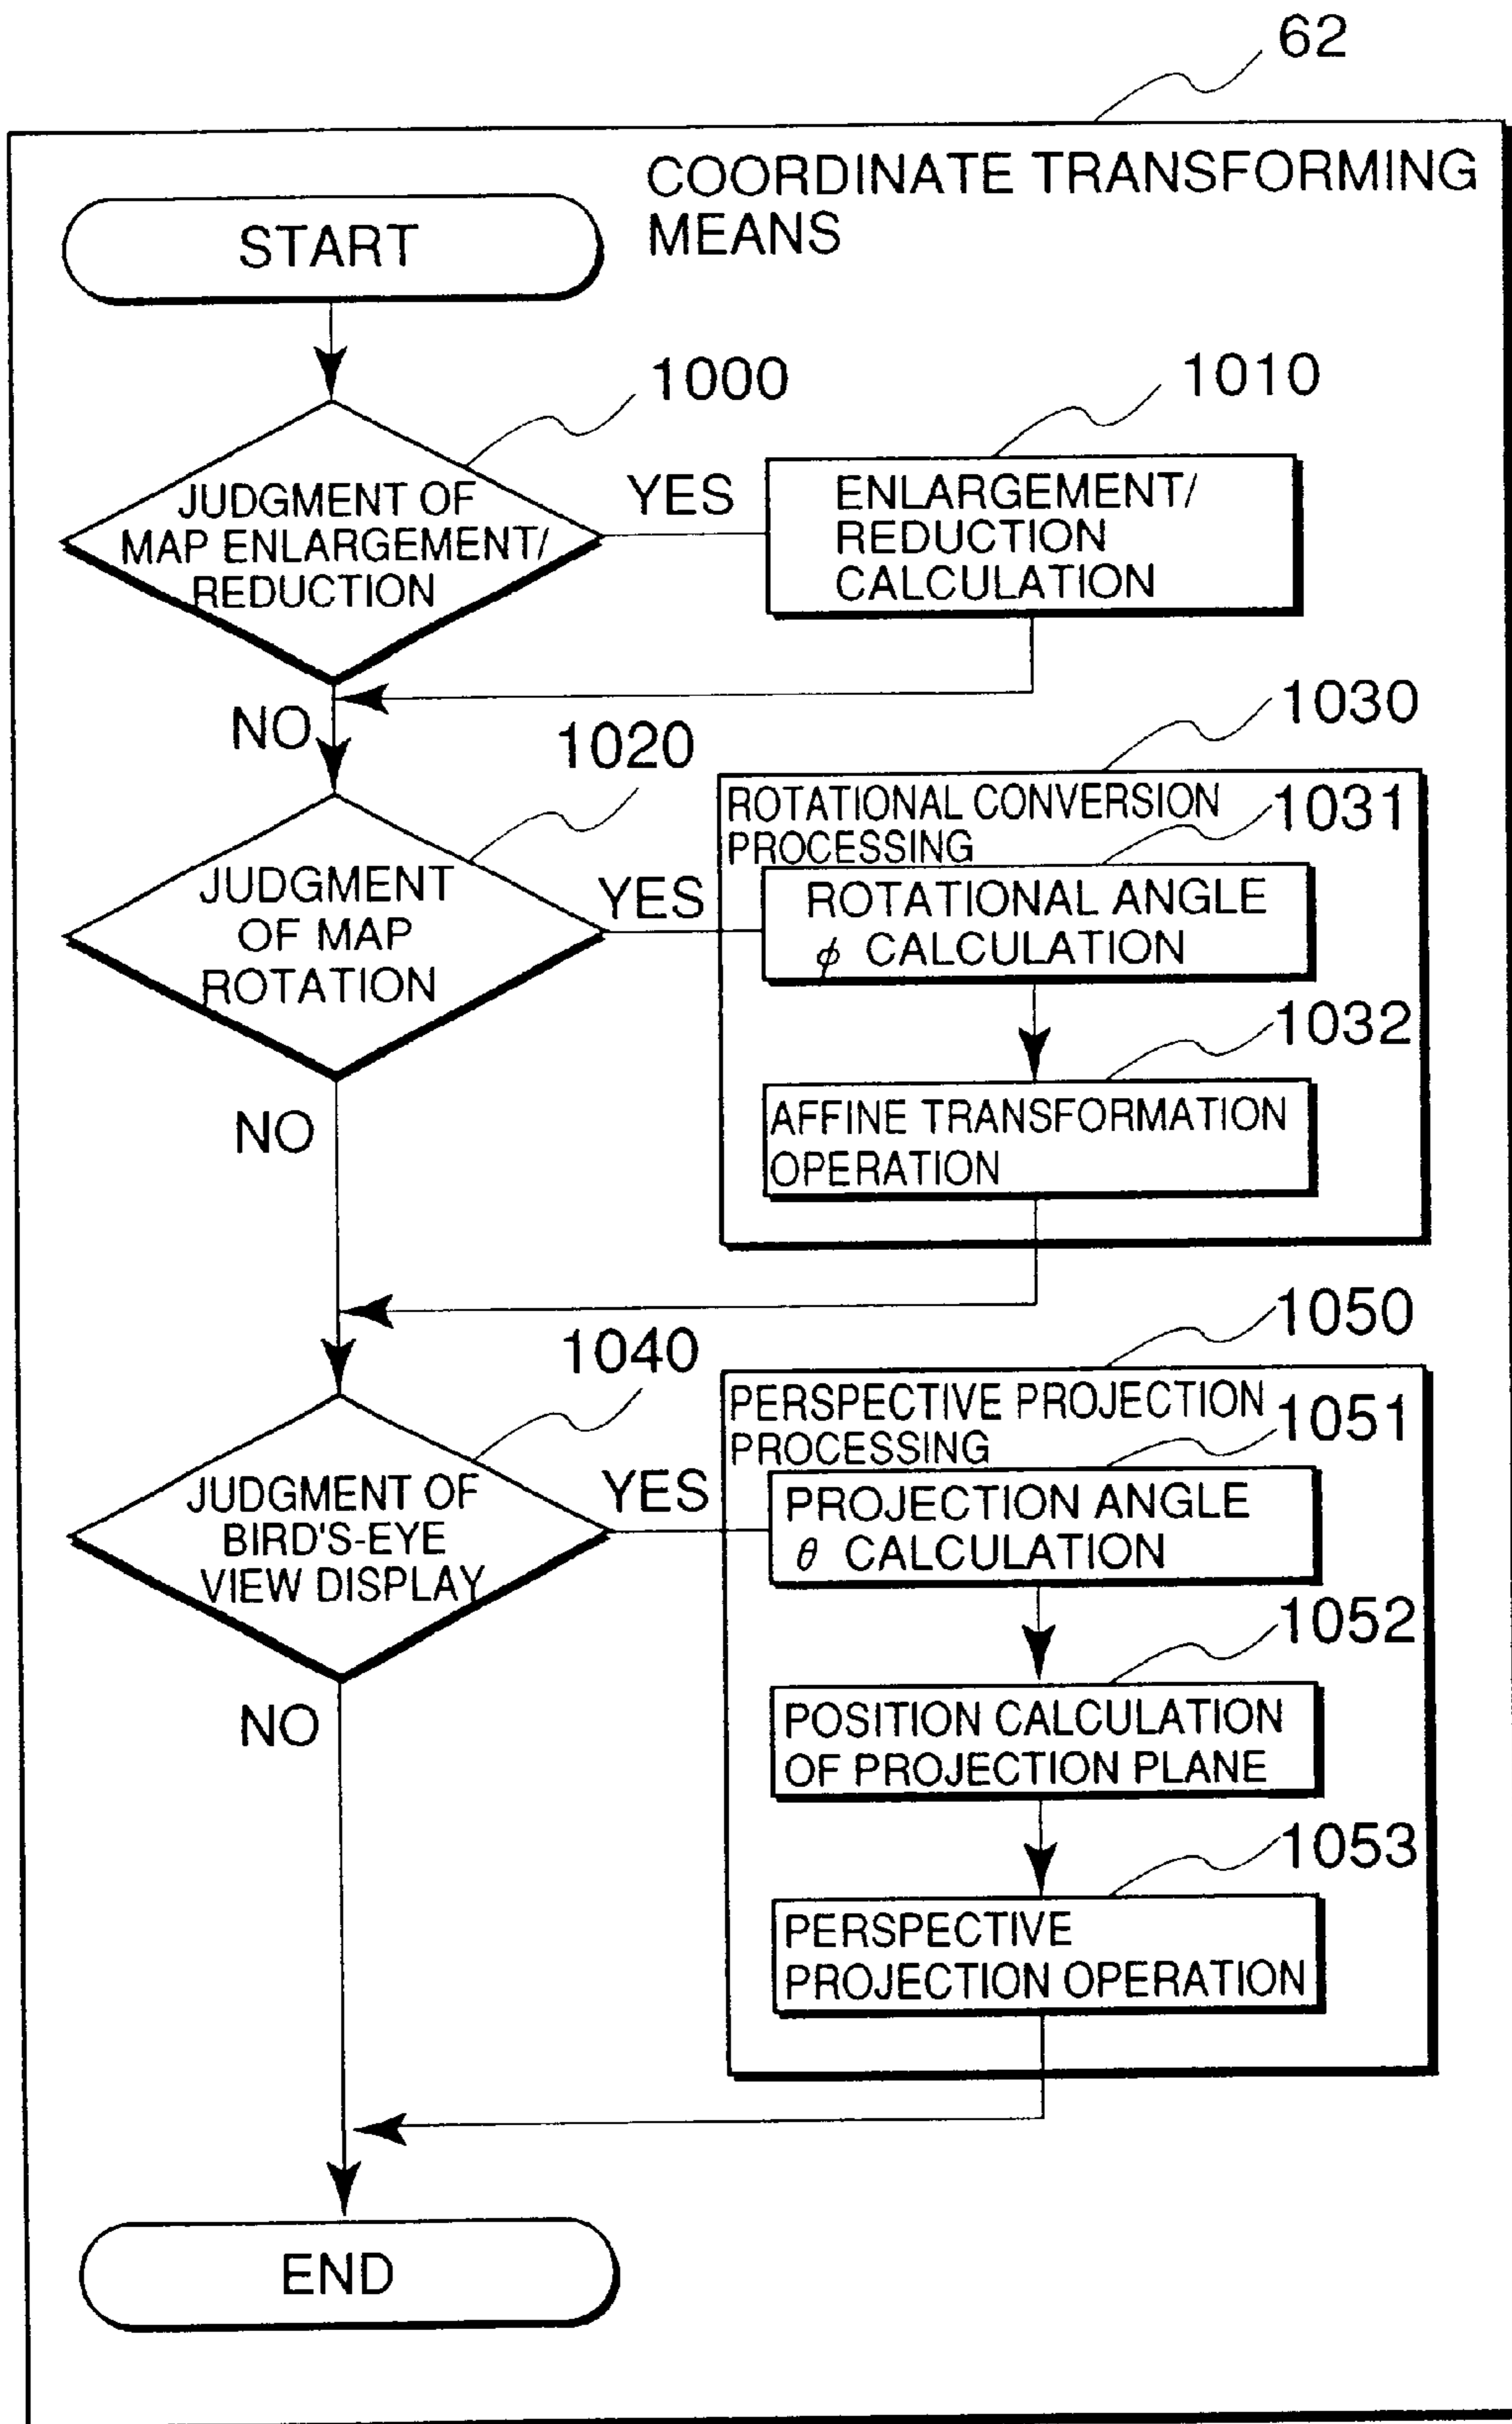 62
COORDINATE TRANSFORMING
MEANS
START
1000
1010
JUDGMENT OF
MAP ENLARGEMENT/
REDUCTION
YES
ENLARGEMENT/
REDUCTION
CALCULATION
NO
1020
1030
ROTATIONAL CONVERSION
PROCESSING
1031
JUDGMENT
OF MAP
ROTATION
YES
ROTATIONAL ANGLE
ϕ CALCULATION
1032
AFFINE TRANSFORMATION
OPERATION
NO
1040
1050
PERSPECTIVE PROJECTION
PROCESSING
1051
JUDGMENT OF
BIRD'S-EYE
VIEW DISPLAY
YES
PROJECTION ANGLE
θ CALCULATION
1052
POSITION CALCULATION
OF PROJECTION PLANE
NO
1053
PERSPECTIVE
PROJECTION OPERATION
END